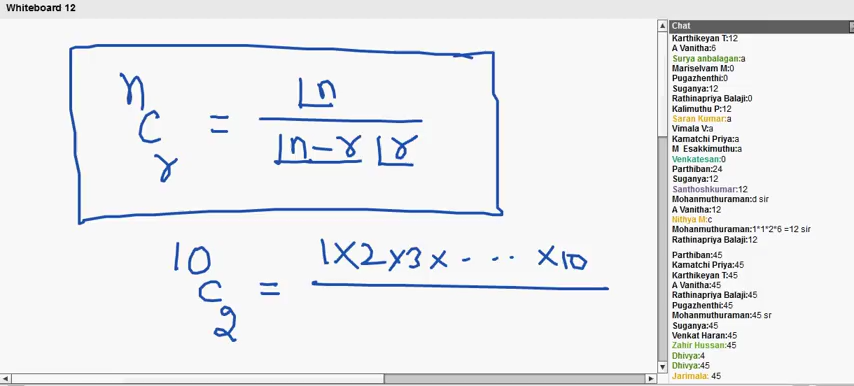 Whiteboard 12
nCr = ⌊n / ⌊n-r ⌊r
10C2 = 1×2×3×. ... ×10
Chat
Karthikeyan T:12
A Vanitha:6
Surya anbalagan:a
Mariselvam M:0
Pugazhenthi:0
Suganya:12
Rathinapriya Balaji:0
Kalimuthu P:12
Saran Kumar:a
Vimala V:a
Kamatchi Priya:a
M Esakkimuthu:a
Venkatesan:0
Parthiban:24
Suganya:12
Santhoshkumar:12
Mohanmuthuraman:d sir
A Vanitha:12
Nithya M:c
Mohanmuthuraman:1*1*2*6 =12 sir
Rathinapriya Balaji:12
Parthiban:45
Kamatchi Priya:45
Karthikeyan T:45
A Vanitha:45
Rathinapriya Balaji:45
Pugazhenthi:45
Mohanmuthuraman:45 sr
Suganya:45
Venkat Haran:45
Zahir Hussan:45
Dhivya:4
Dhivya:45
Jarimala: 45